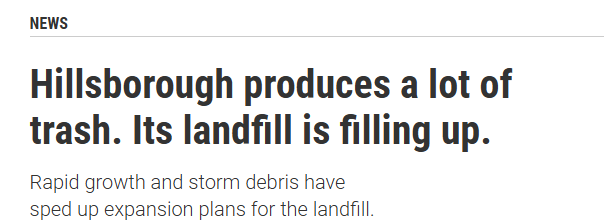 NEWS
Hillsborough produces a lot of
trash. Its landfill is filling up.
Rapid growth and storm debris have
sped up expansion plans for the landfill.